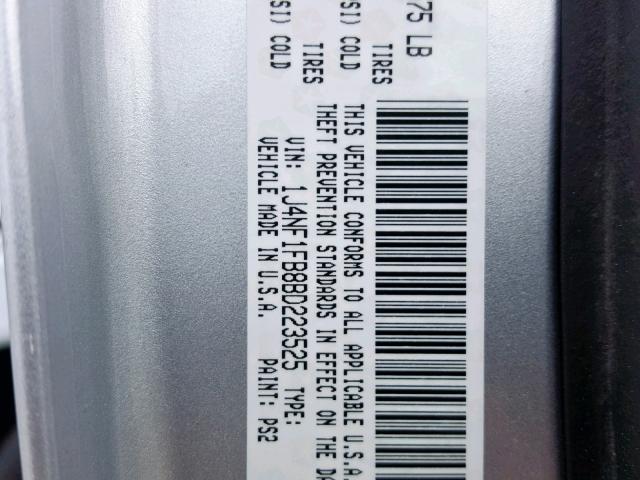 75 LB
TIRES
SI) COLD
TIRES
SI) COLD
THIS VEHICLE CONFORMS TO ALL APPLICABLE U.S.A.
THEFT PREVENTION STANDARDS IN EFFECT ON THE DA
VIN: 1J4NF1FB8BD223525 TYPE:
VEHICLE MADE IN U.S.A. PAINT: PS2